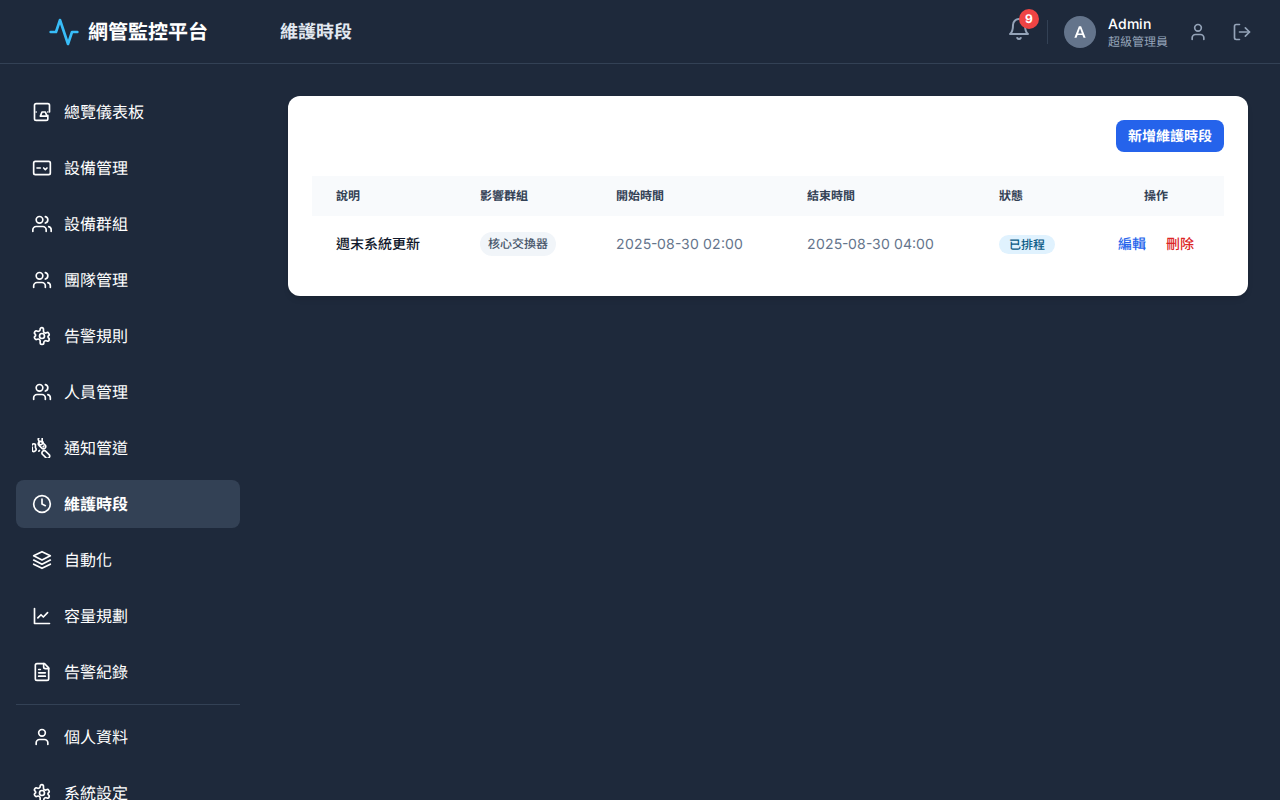 網管監控平台
維護時段
9
A
Admin
超級管理員
總覽儀表板
設備管理
設備群組
團隊管理
告警規則
人員管理
通知管道
維護時段
自動化
容量規劃
告警紀錄
個人資料
系統設定
新增維護時段
說明 影響群組 開始時間 結束時間 狀態 操作
週末系統更新 核心交換器 2025-08-30 02:00 2025-08-30 04:00 已排程 編輯 刪除